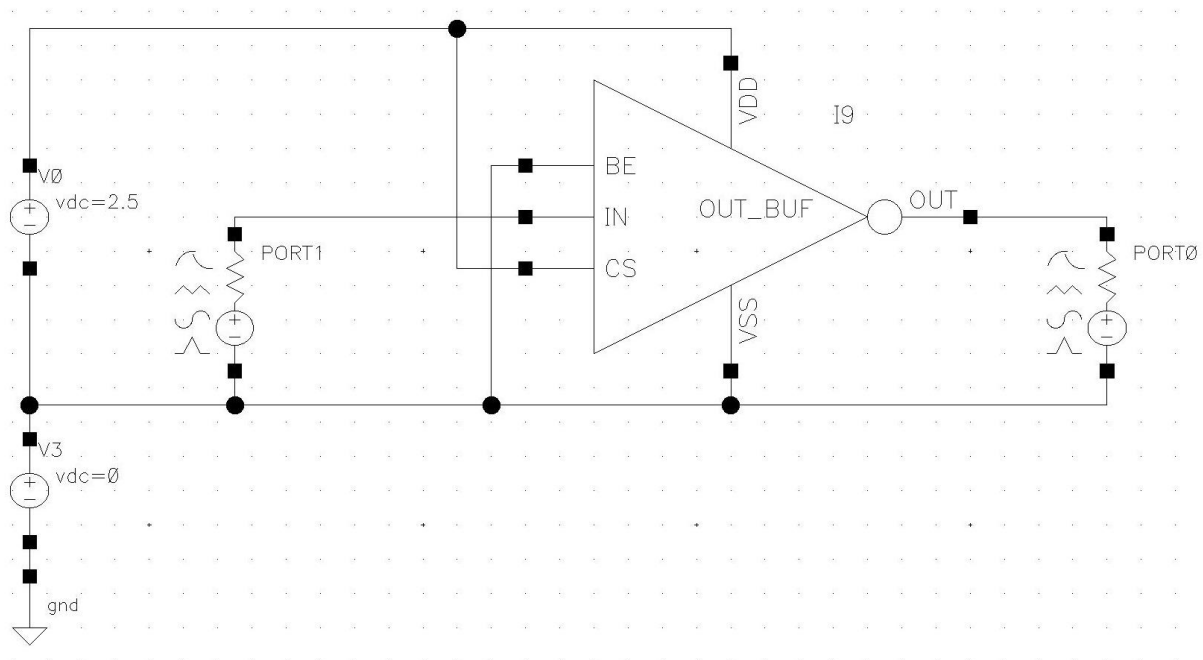 VDD
I9
V0
vdc=2.5
BE
IN
CS
OUT_BUF
OUT
PORT1
PORT0
VSS
V3
vdc=0
gnd